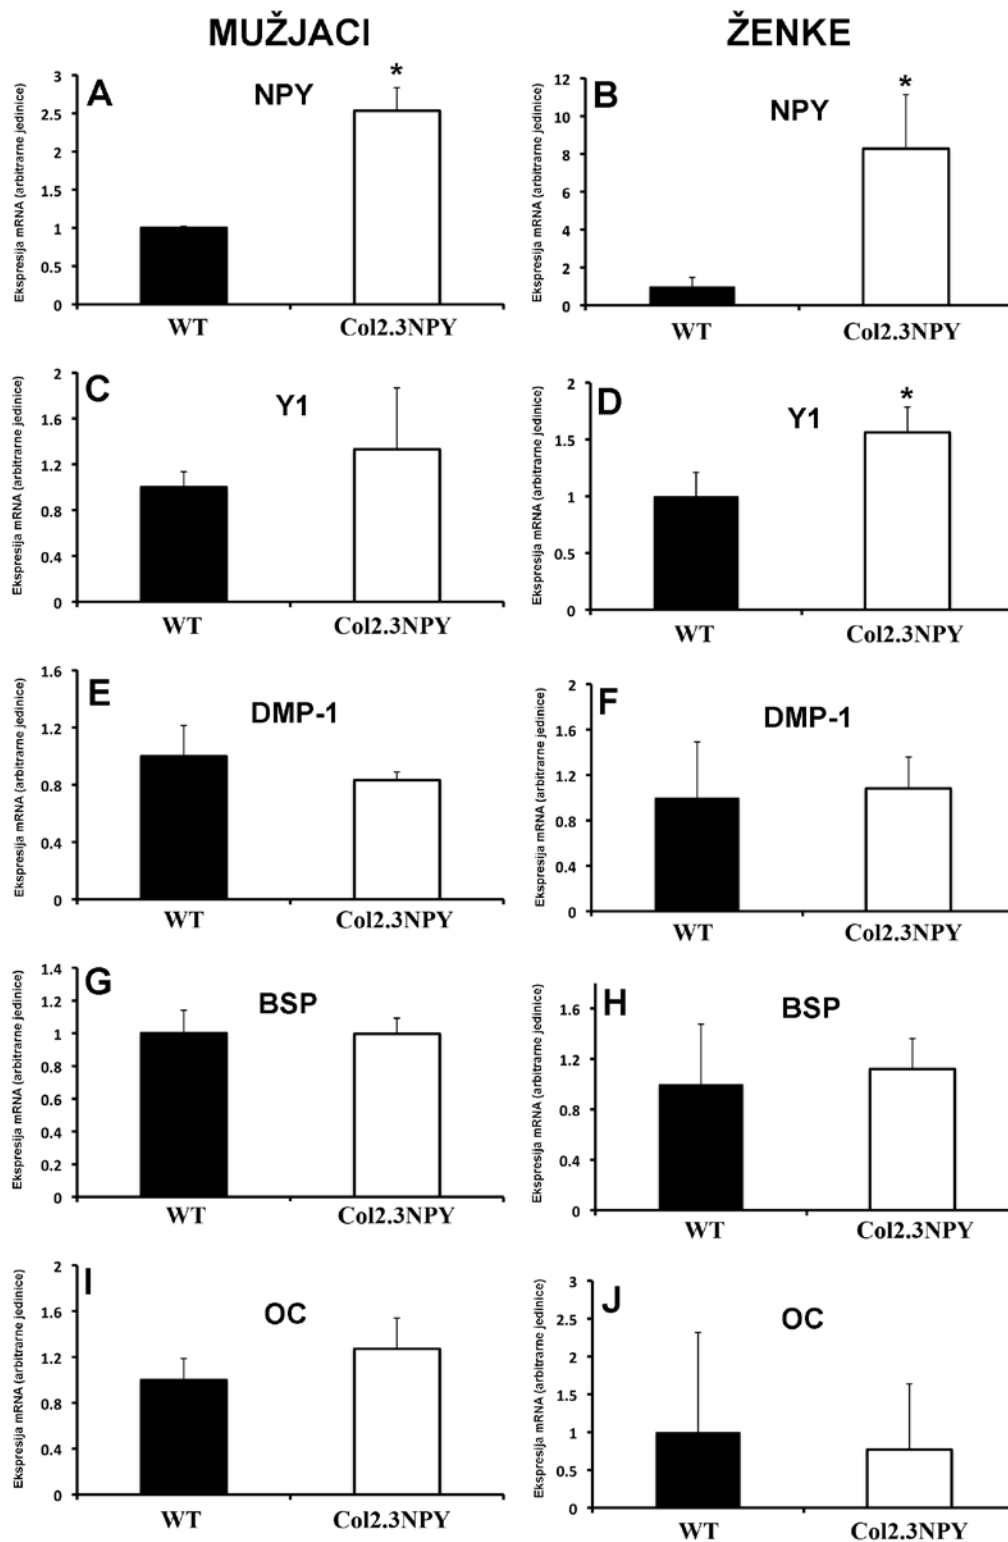 MUŽJACI
ŽENKE
A
NPY
*
Ekspresija mRNA (arbitrarne jedinice)
3
2.5
2
1.5
1
0.5
0
WT
Col2.3NPY
B
NPY
*
Ekspresija mRNA (arbitrarne jedinice)
12
10
8
6
4
2
0
WT
Col2.3NPY
C
Y1
Ekspresija mRNA (arbitrarne jedinice)
2
1.6
1.2
0.8
0.4
0
WT
Col2.3NPY
D
Y1
*
Ekspresija mRNA (arbitrarne jedinice)
2
1.5
1
0.5
0
WT
Col2.3NPY
E
DMP-1
Ekspresija mRNA (arbitrarne jedinice)
1.6
1.2
0.8
0.4
0
WT
Col2.3NPY
F
DMP-1
Ekspresija mRNA (arbitrarne jedinice)
2
1.6
1.2
0.8
0.4
0
WT
Col2.3NPY
G
BSP
Ekspresija mRNA (arbitrarne jedinice)
1.4
1.2
1
0.8
0.6
0.4
0.2
0
WT
Col2.3NPY
H
BSP
Ekspresija mRNA (arbitrarne jedinice)
1.6
1.2
0.8
0.4
0
WT
Col2.3NPY
I
OC
Ekspresija mRNA (arbitrarne jedinice)
2
1.6
1.2
0.8
0.4
0
WT
Col2.3NPY
J
OC
Ekspresija mRNA (arbitrarne jedinice)
3
2.5
2
1.5
1
0.5
0
WT
Col2.3NPY